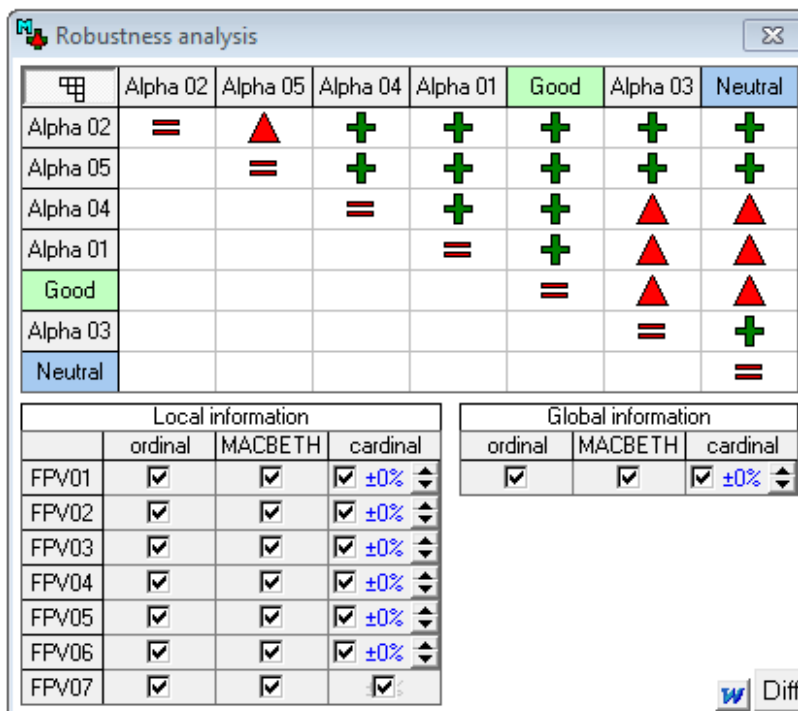 Robustness analysis
Alpha 02 Alpha 05 Alpha 04 Alpha 01 Good Alpha 03 Neutral
Alpha 02 = ▲ + + + + +
Alpha 05 = + + + + +
Alpha 04 = + + ▲ ▲
Alpha 01 = + ▲ ▲
Good = ▲ ▲
Alpha 03 = +
Neutral =
Local information Global information
ordinal MACBETH cardinal ordinal MACBETH cardinal
FPV01 ±0% ±0%
FPV02 ±0%
FPV03 ±0%
FPV04 ±0%
FPV05 ±0%
FPV06 ±0%
FPV07
W Diff